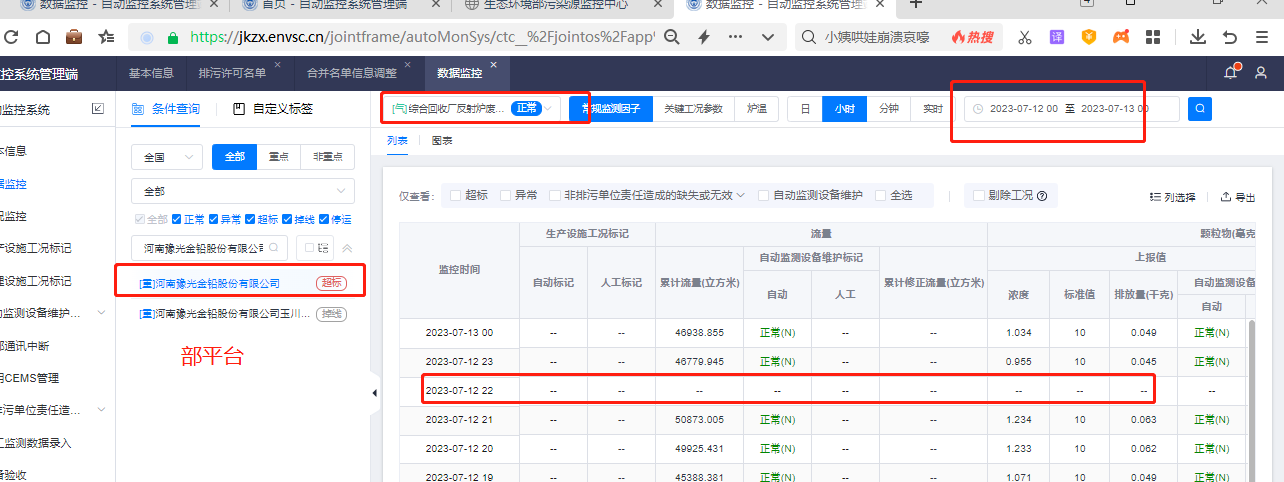 数据监控 - 自动监控系统管理部 × 首页 - 自动监控系统管理端 × 生态环境部污染源监控中心 × 数据监控 - 自动监控系统管理 × +
https://jkzx.envsc.cn/jointframe/autoMonSys/ctc__%2Fjointos%2Fapp 小姨哄娃崩溃哀嚎 热搜
控系统管理端 基本信息 排污许可名单 × 合并名单信息调整 × 数据监控 ×
监控系统 条件查询 自定义标签 [气]综合回收厂反射炉废... 正常 常规监测因子 关键工况参数 炉温 日 小时 分钟 实时 2023-07-12 00 至 2023-07-13 00
列表 图表
本信息 全国 全部 重点 非重点
据监控 全部
况监控 全部 正常 异常 超标 掉线 停运
产设施工况标记 河南豫光金铅股份有限公司
理设施工况标记 [重]河南豫光金铅股份有限公司 超标
动监测设备维护... [重]河南豫光金铅股份有限公司玉川... 掉线
部通讯中断 部平台
用CEMS管理
非污单位责任造...
工监测数据录入
备验收
仅查看: 超标 异常 非排污单位责任造成的缺失或无效 自动监测设备维护 全选 剔除工况 列选择 导出
监控时间 生产设施工况标记 流量 颗粒物(毫克
自动监测设备维护标记 上报值
自动标记 人工标记 累计流量(立方米) 自动 人工 累计修正流量(立方米) 浓度 标准值 排放量(千克) 自动监测设备
自动
2023-07-13 00 -- -- 46938.855 正常(N) -- -- 1.034 10 0.049 正常(N)
2023-07-12 23 -- -- 46779.945 正常(N) -- -- 0.955 10 0.045 正常(N)
2023-07-12 22 -- -- -- -- -- -- -- -- -- --
2023-07-12 21 -- -- 50873.005 正常(N) -- -- 1.234 10 0.063 正常(N)
2023-07-12 20 -- -- 49925.431 正常(N) -- -- 1.233 10 0.062 正常(N)
2023-07-12 19 -- -- 45388.381 正常(N) -- -- 1.071 10 0.049 正常(N)